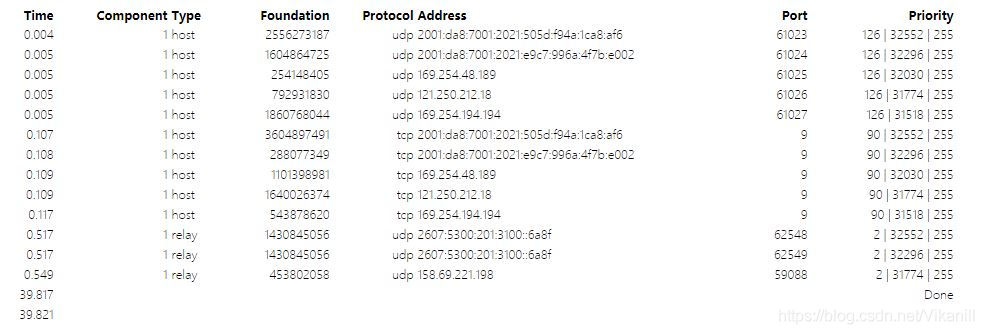 Time Component Type Foundation Protocol Address Port Priority
0.004 1 host 2556273187 udp 2001:da8:7001:2021:505d:f94a:1ca8:af6 61023 126 | 32552 | 255
0.005 1 host 1604864725 udp 2001:da8:7001:2021:e9c7:996a:4f7b:e002 61024 126 | 32296 | 255
0.005 1 host 254148405 udp 169.254.48.189 61025 126 | 32030 | 255
0.005 1 host 792931830 udp 121.250.212.18 61026 126 | 31774 | 255
0.005 1 host 1860768044 udp 169.254.194.194 61027 126 | 31518 | 255
0.107 1 host 3604897491 tcp 2001:da8:7001:2021:505d:f94a:1ca8:af6 9 90 | 32552 | 255
0.108 1 host 288077349 tcp 2001:da8:7001:2021:e9c7:996a:4f7b:e002 9 90 | 32296 | 255
0.109 1 host 1101398981 tcp 169.254.48.189 9 90 | 32030 | 255
0.109 1 host 1640026374 tcp 121.250.212.18 9 90 | 31774 | 255
0.117 1 host 543878620 tcp 169.254.194.194 9 90 | 31518 | 255
0.517 1 relay 1430845056 udp 2607:5300:201:3100::6a8f 62548 2 | 32552 | 255
0.517 1 relay 1430845056 udp 2607:5300:201:3100::6a8f 62549 2 | 32296 | 255
0.549 1 relay 453802058 udp 158.69.221.198 59088 2 | 31774 | 255
39.817 Done
39.821
https://blog.csdn.net/Vikanill